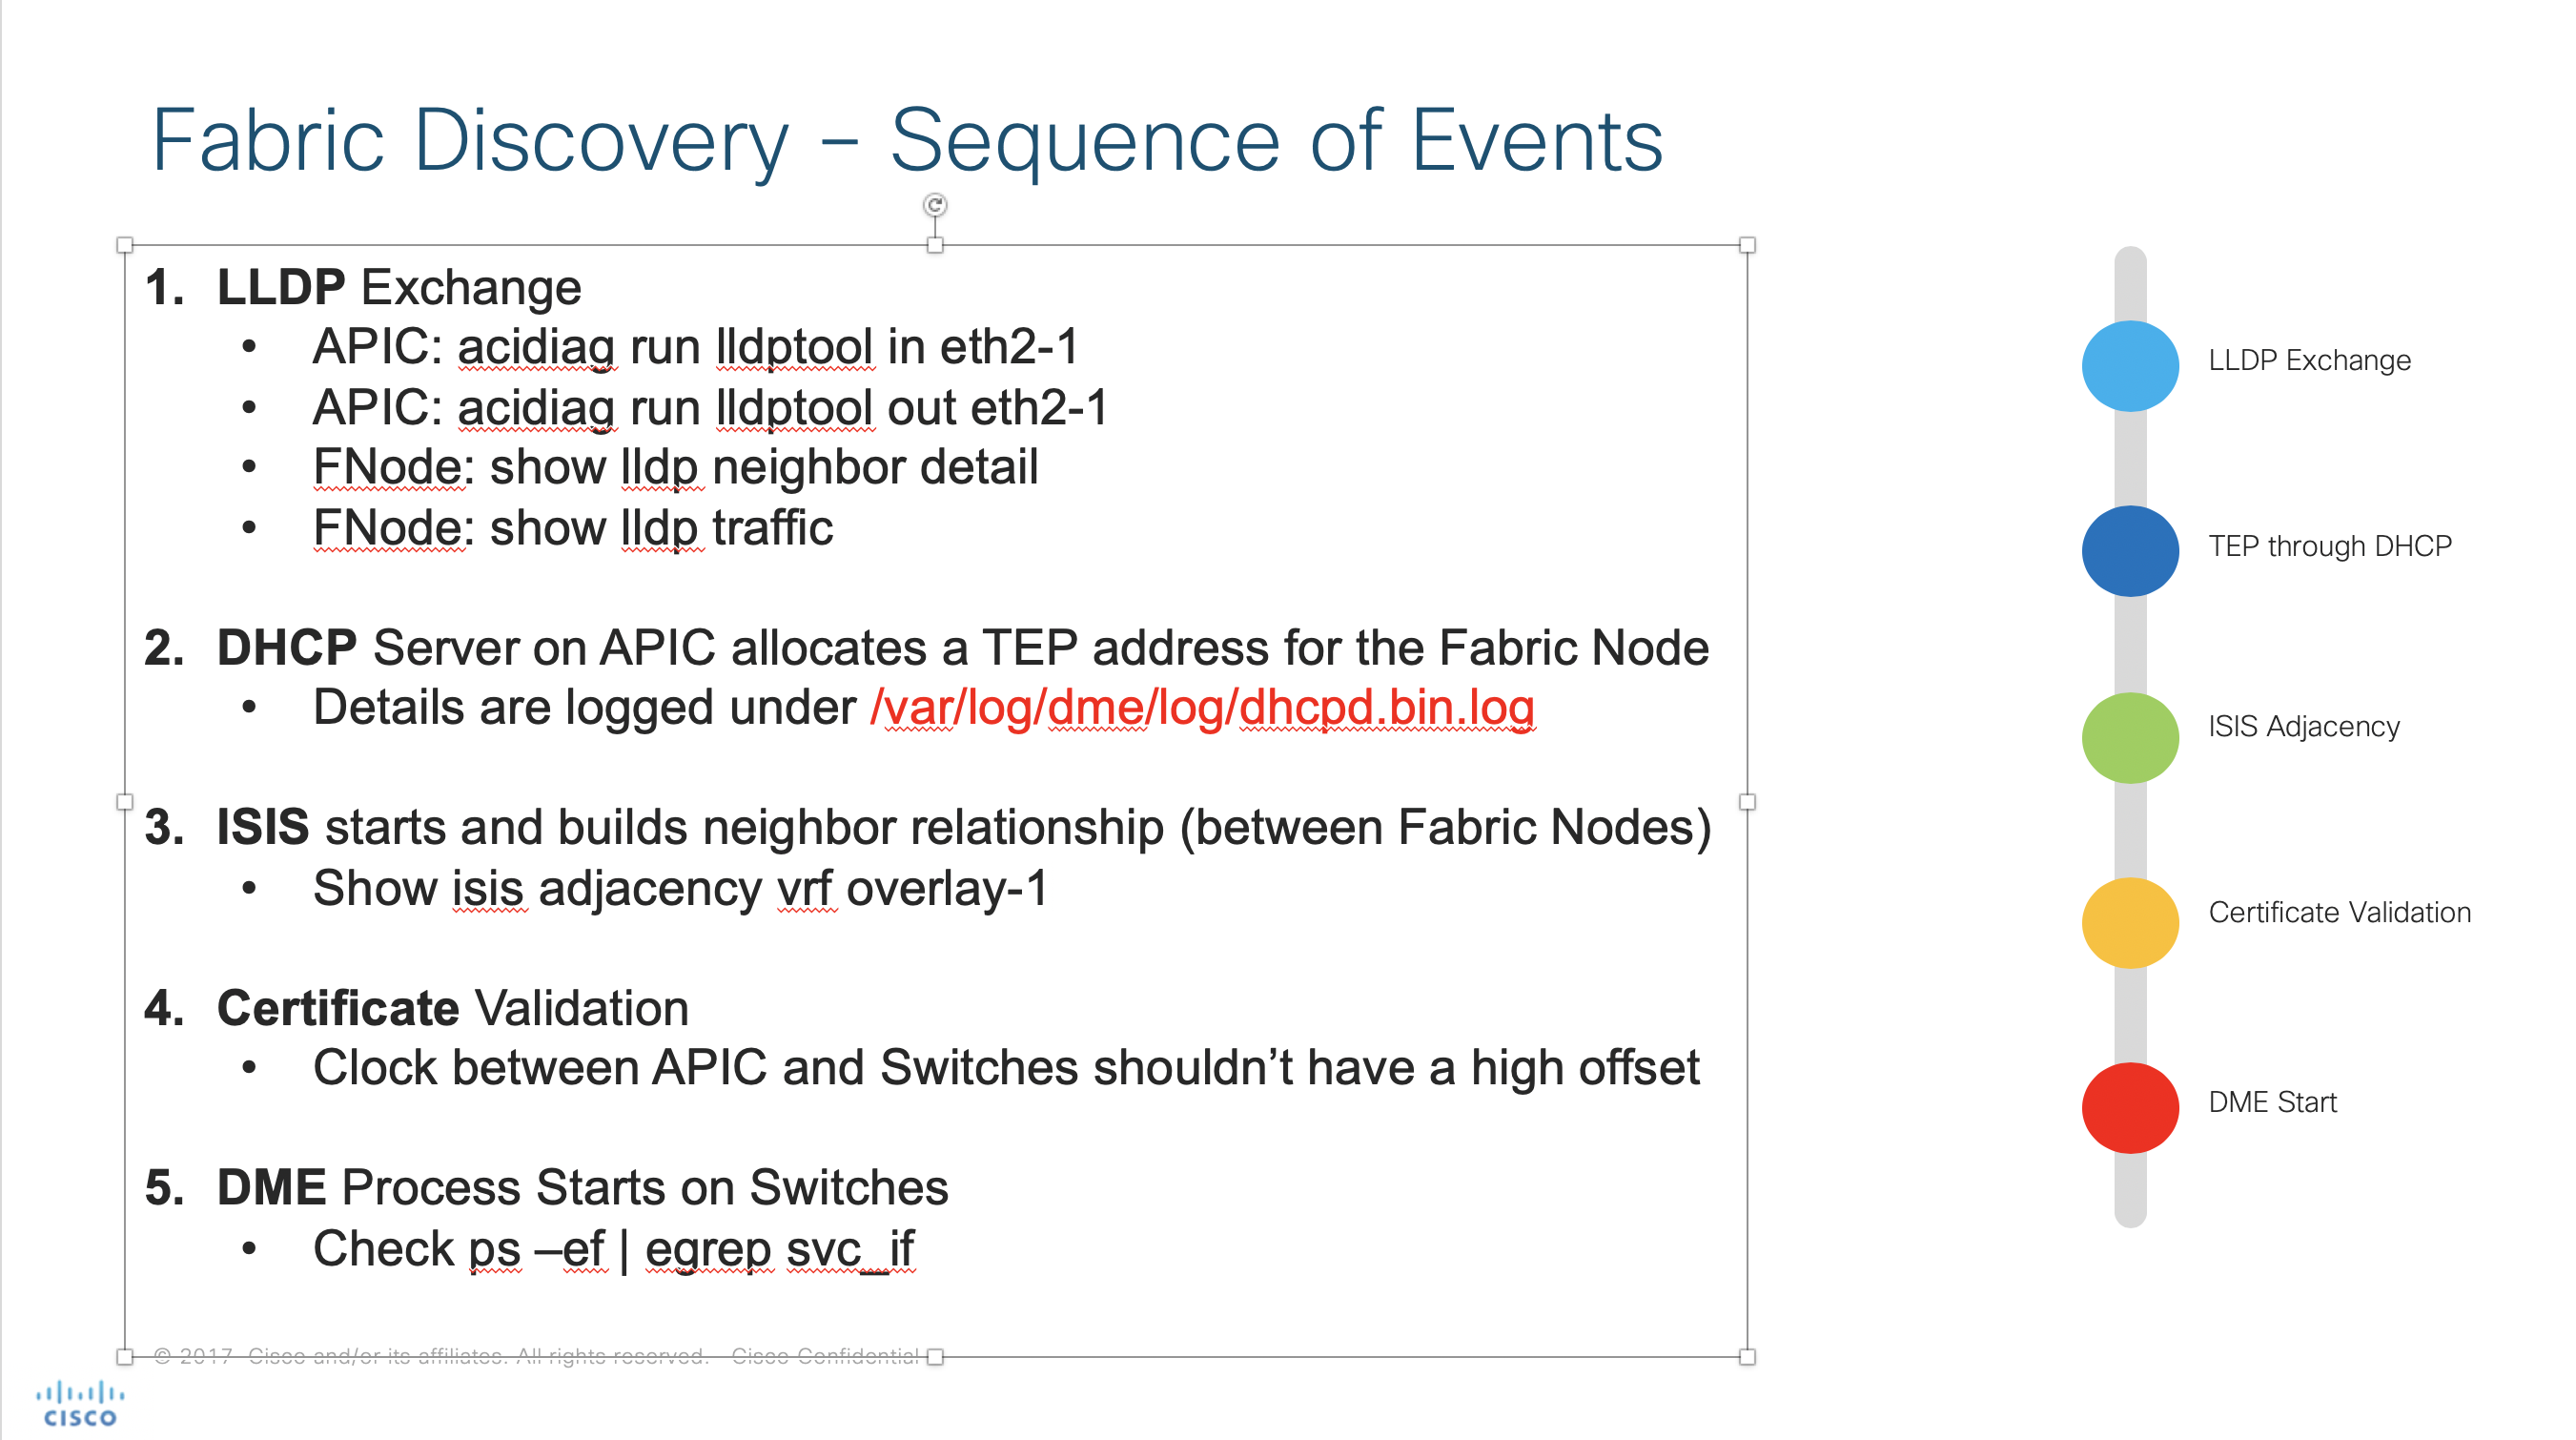 Fabric Discovery – Sequence of Events
1. LLDP Exchange
• APIC: acidiag run lldptool in eth2-1
• APIC: acidiag run lldptool out eth2-1
• FNode: show lldp neighbor detail
• FNode: show lldp traffic
2. DHCP Server on APIC allocates a TEP address for the Fabric Node
• Details are logged under /var/log/dme/log/dhcpd.bin.log
3. ISIS starts and builds neighbor relationship (between Fabric Nodes)
• Show isis adjacency vrf overlay-1
4. Certificate Validation
• Clock between APIC and Switches shouldn’t have a high offset
5. DME Process Starts on Switches
• Check ps –ef | egrep svc_if
LLDP Exchange
TEP through DHCP
ISIS Adjacency
Certificate Validation
DME Start
© 2017 Cisco and/or its affiliates. All rights reserved. Cisco Confidential
CISCO